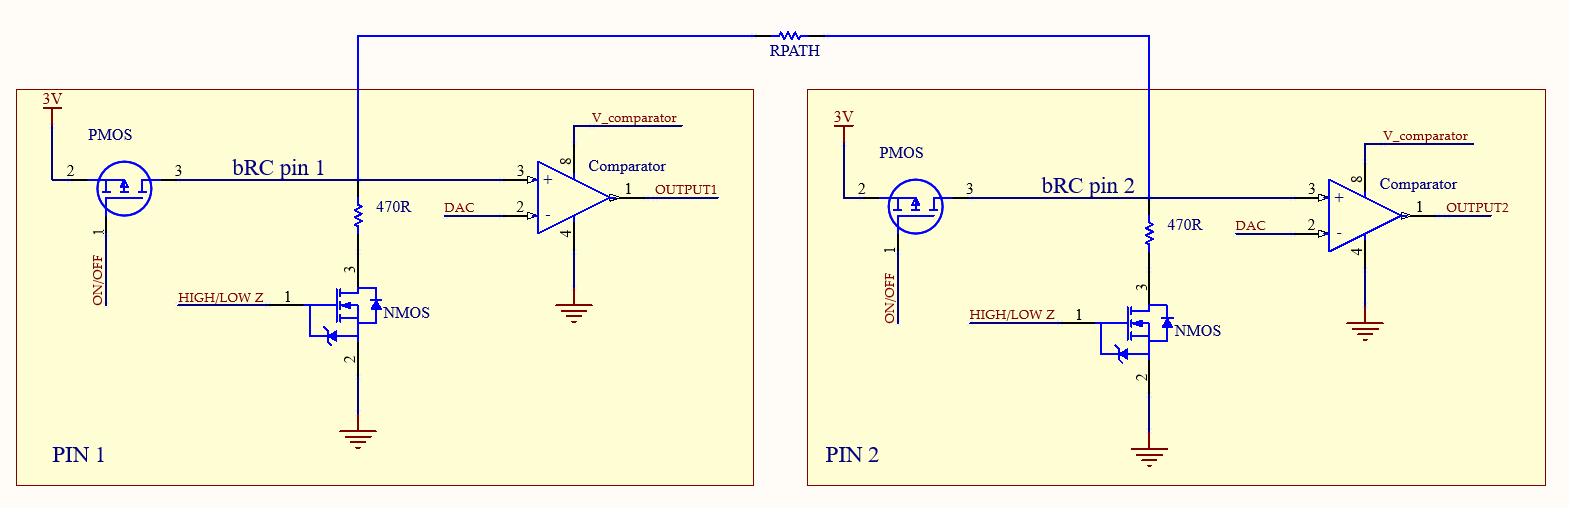 RPATH
3V
PMOS
2
3
bRC pin 1
1
ON/OFF
470R
HIGH/LOW Z
1
3
NMOS
2
DAC
3
+
2
-
8
V_comparator
Comparator
1
OUTPUT1
4
PIN 1
3V
PMOS
2
3
bRC pin 2
1
ON/OFF
470R
HIGH/LOW Z
1
3
NMOS
2
DAC
3
+
2
-
8
V_comparator
Comparator
1
OUTPUT2
4
PIN 2